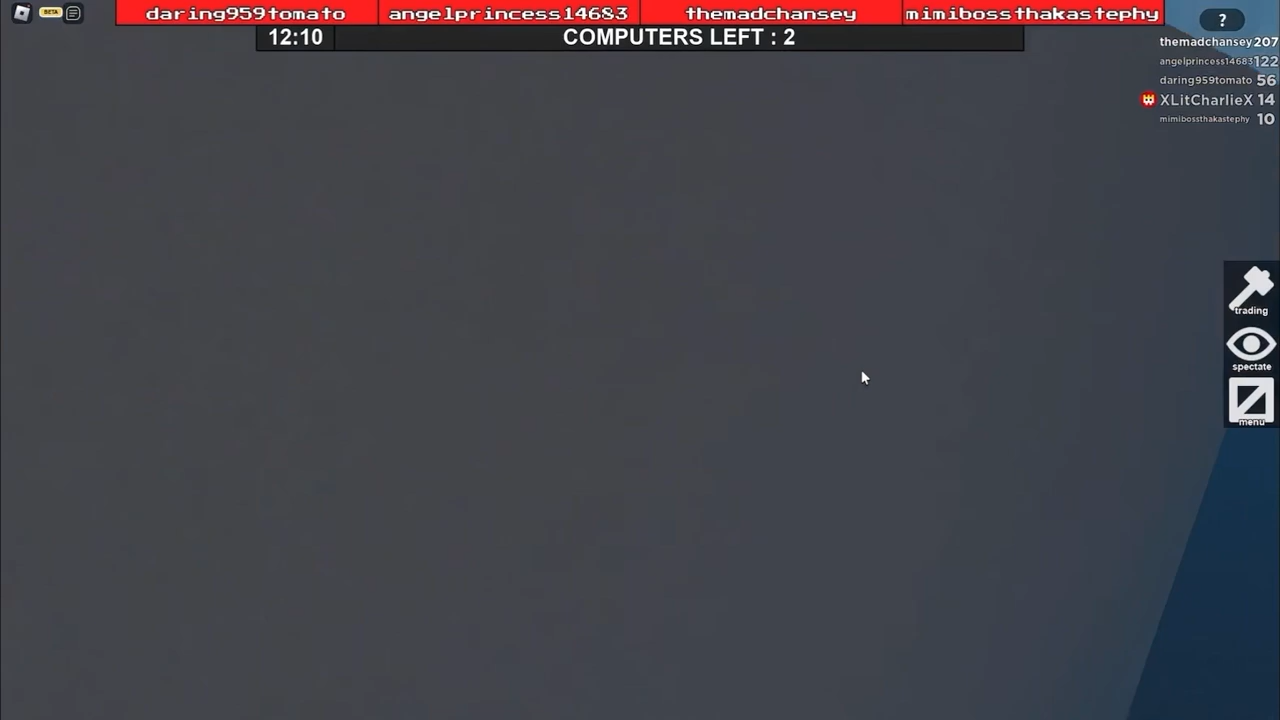 BETA
daring959tomato angelprincess14683 themadchansey mimibossthakastephy
12:10 COMPUTERS LEFT : 2
?
themadchansey 207
angelprincess14683 122
daring959tomato 56
XLitCharlieX 14
mimibossthakastephy 10
trading
spectate
menu